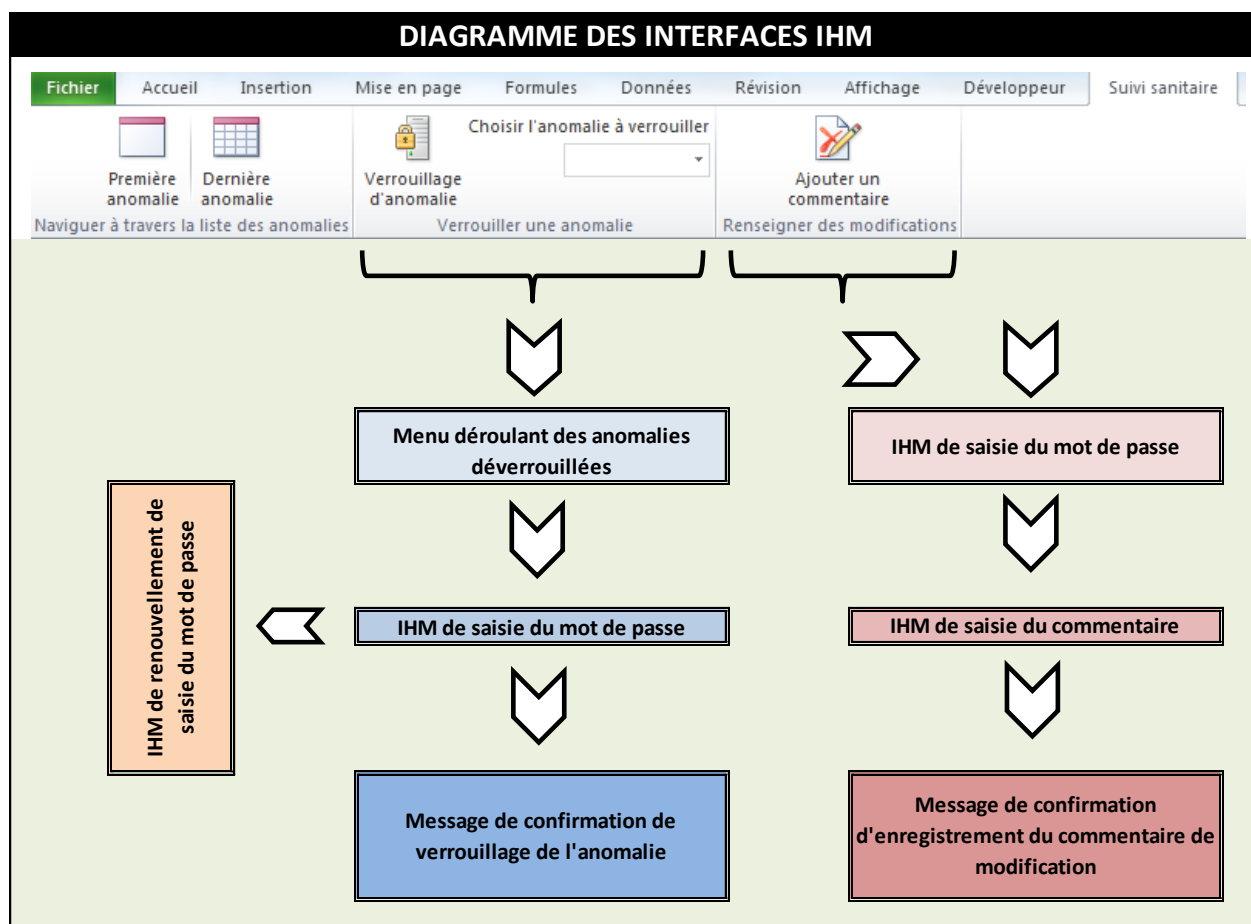 DIAGRAMME DES INTERFACES IHM
Fichier Accueil Insertion Mise en page Formules Données Révision Affichage Développeur Suivi sanitaire
Première
anomalie
Dernière
anomalie
Naviguer à travers la liste des anomalies
Verrouillage
d'anomalie
Choisir l'anomalie à verrouiller
Verrouiller une anomalie
Ajouter un
commentaire
Renseigner des modifications
Menu déroulant des anomalies
déverrouillées
IHM de saisie du mot de passe
IHM de renouvellement de
saisie du mot de passe
IHM de saisie du mot de passe
IHM de saisie du commentaire
Message de confirmation de
verrouillage de l'anomalie
Message de confirmation
d'enregistrement du commentaire de
modification